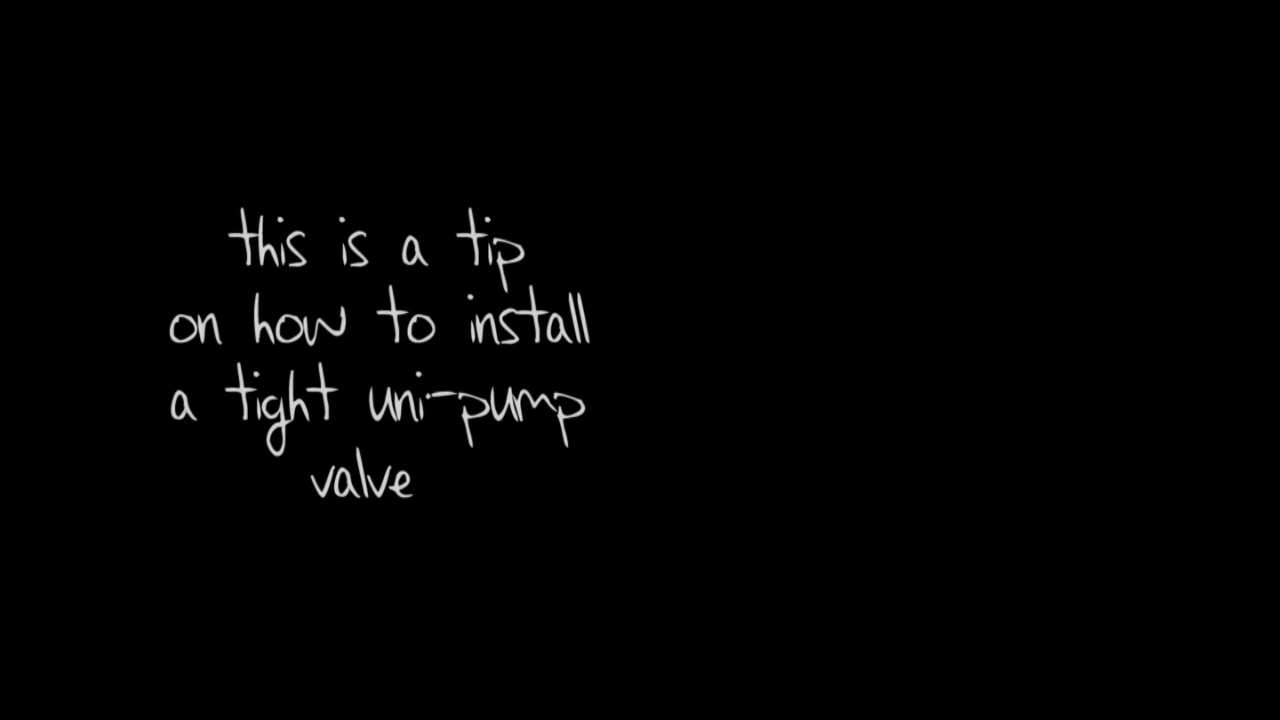 this is a tip
on how to install
a tight uni-pump
valve